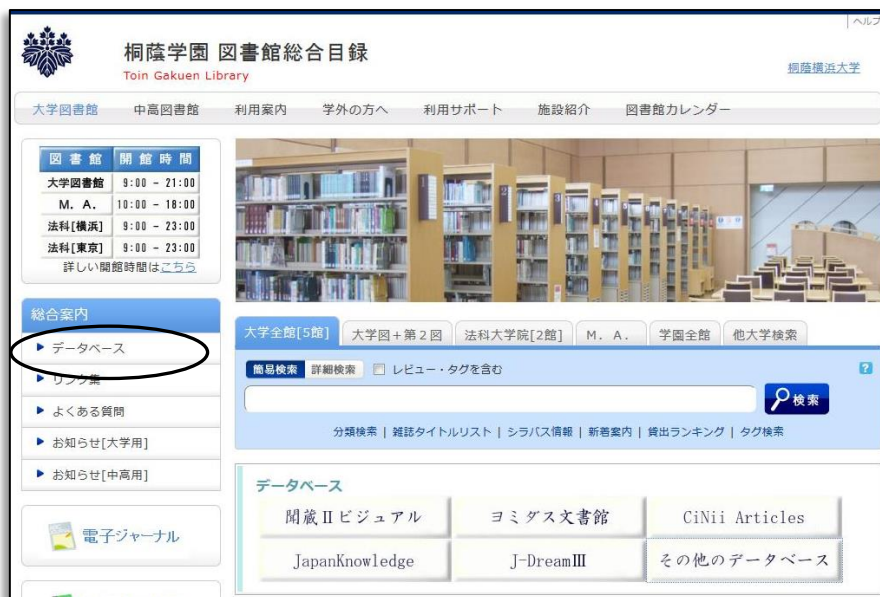 ヘルプ
桐蔭学園 図書館総合目録
Toin Gakuen Library
桐蔭横浜大学
大学図書館 中高図書館 利用案内 学外の方へ 利用サポート 施設紹介 図書館カレンダー
図書館 開館時間
大学図書館 9:00 - 21:00
M. A. 10:00 - 18:00
法科[横浜] 9:00 - 23:00
法科[東京] 9:00 - 23:00
詳しい開館時間はこちら
総合案内
データベース
リンク集
よくある質問
お知らせ[大学用]
お知らせ[中高用]
電子ジャーナル
大学全館[5館] 大学図+第2図 法科大学院[2館] M. A. 学園全館 他大学検索
簡易検索 詳細検索 レビュー・タグを含む
?
検索
分類検索 | 雑誌タイトルリスト | シラバス情報 | 新着案内 | 貸出ランキング | タグ検索
データベース
聞蔵Ⅱビジュアル ヨミダス文書館 CiNii Articles
JapanKnowledge J-DreamⅢ その他のデータベース